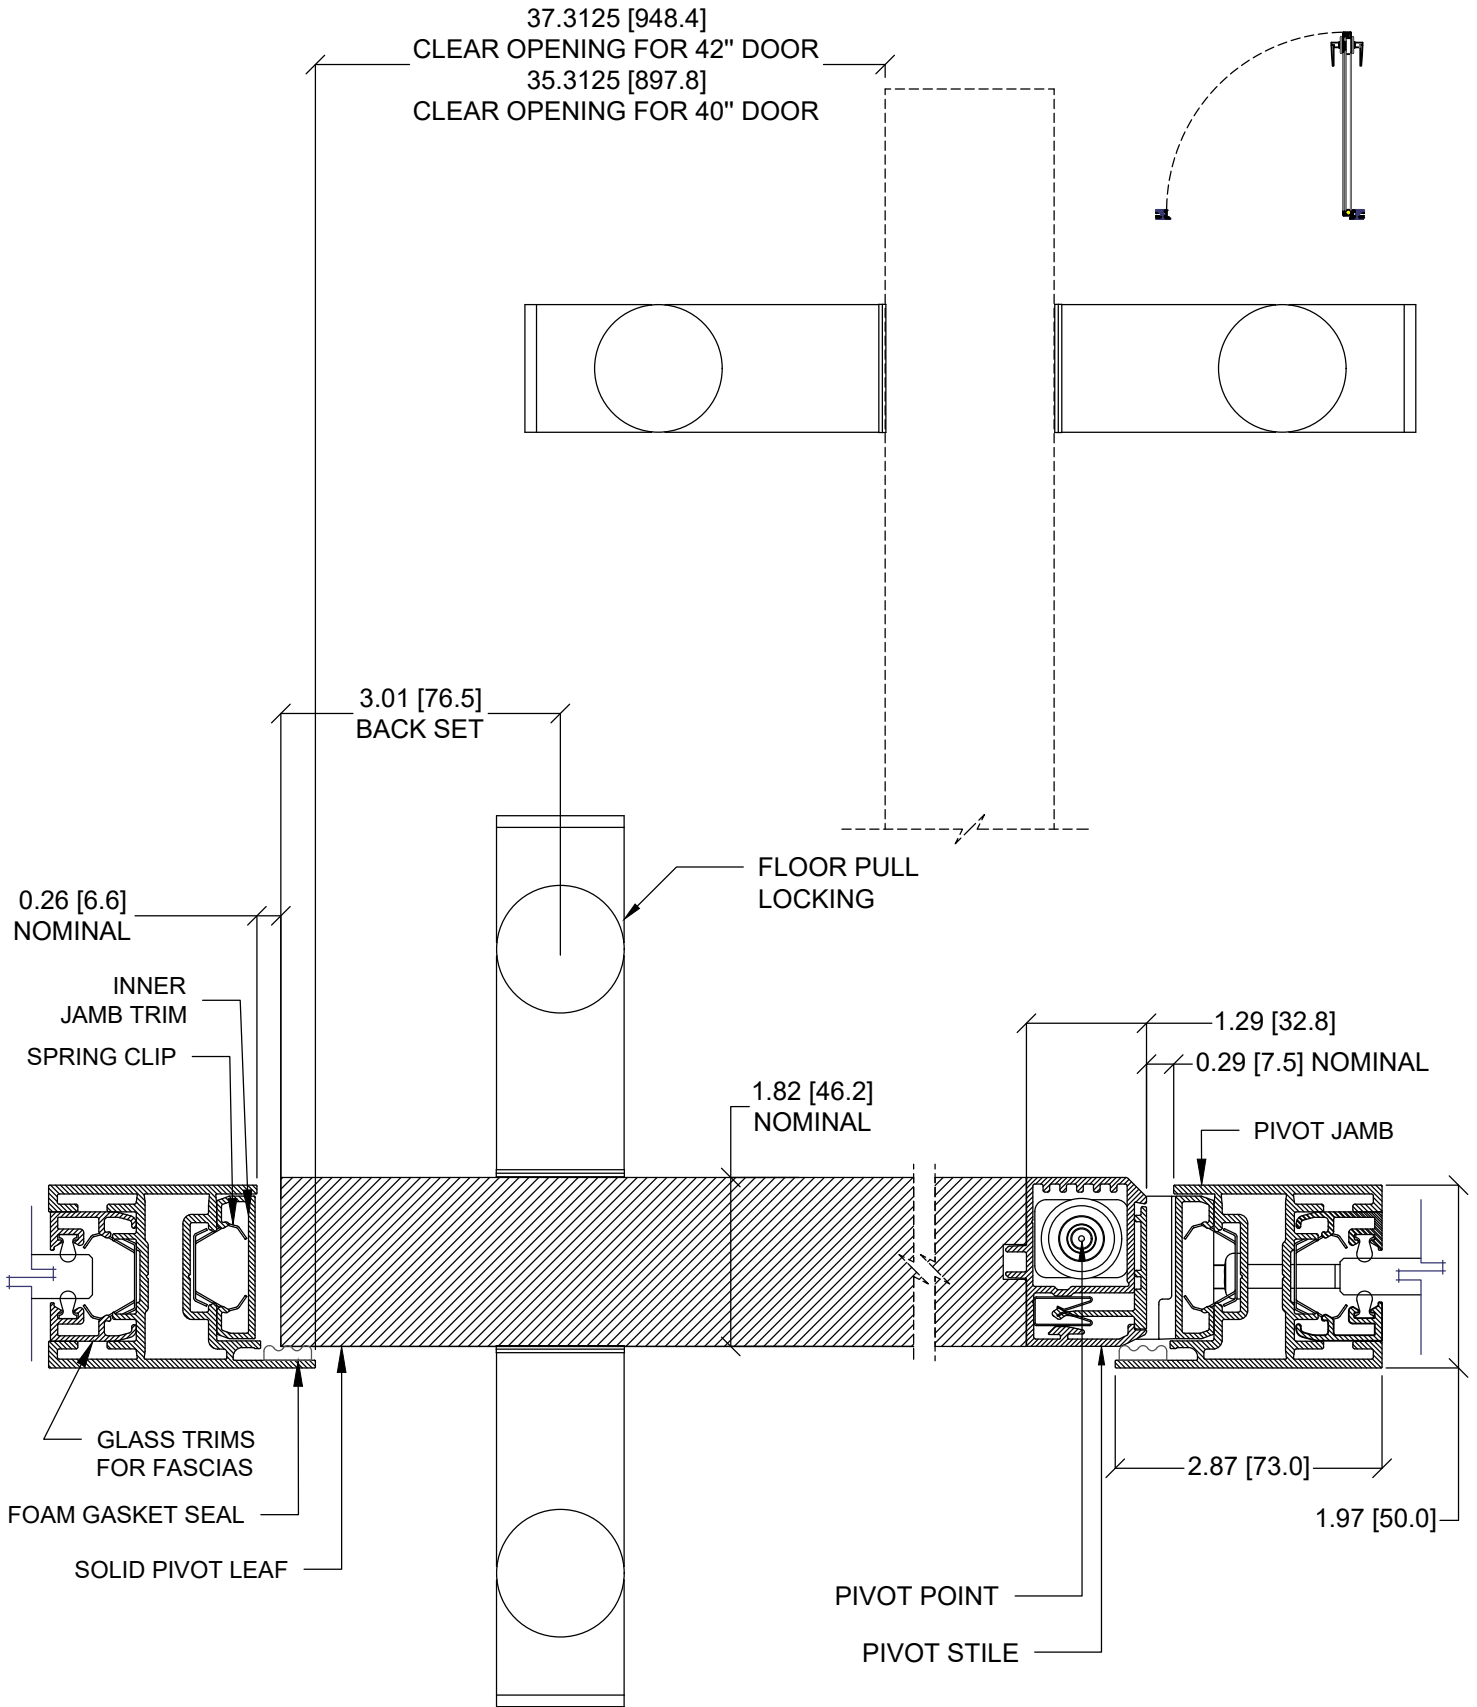 37.3125 [948.4]
CLEAR OPENING FOR 42" DOOR
35.3125 [897.8]
CLEAR OPENING FOR 40" DOOR
3.01 [76.5]
BACK SET
FLOOR PULL
LOCKING
0.26 [6.6]
NOMINAL
INNER
JAMB TRIM
SPRING CLIP
1.29 [32.8]
0.29 [7.5] NOMINAL
1.82 [46.2]
NOMINAL
PIVOT JAMB
GLASS TRIMS
FOR FASCIAS
FOAM GASKET SEAL
SOLID PIVOT LEAF
2.87 [73.0]
1.97 [50.0]
PIVOT POINT
PIVOT STILE